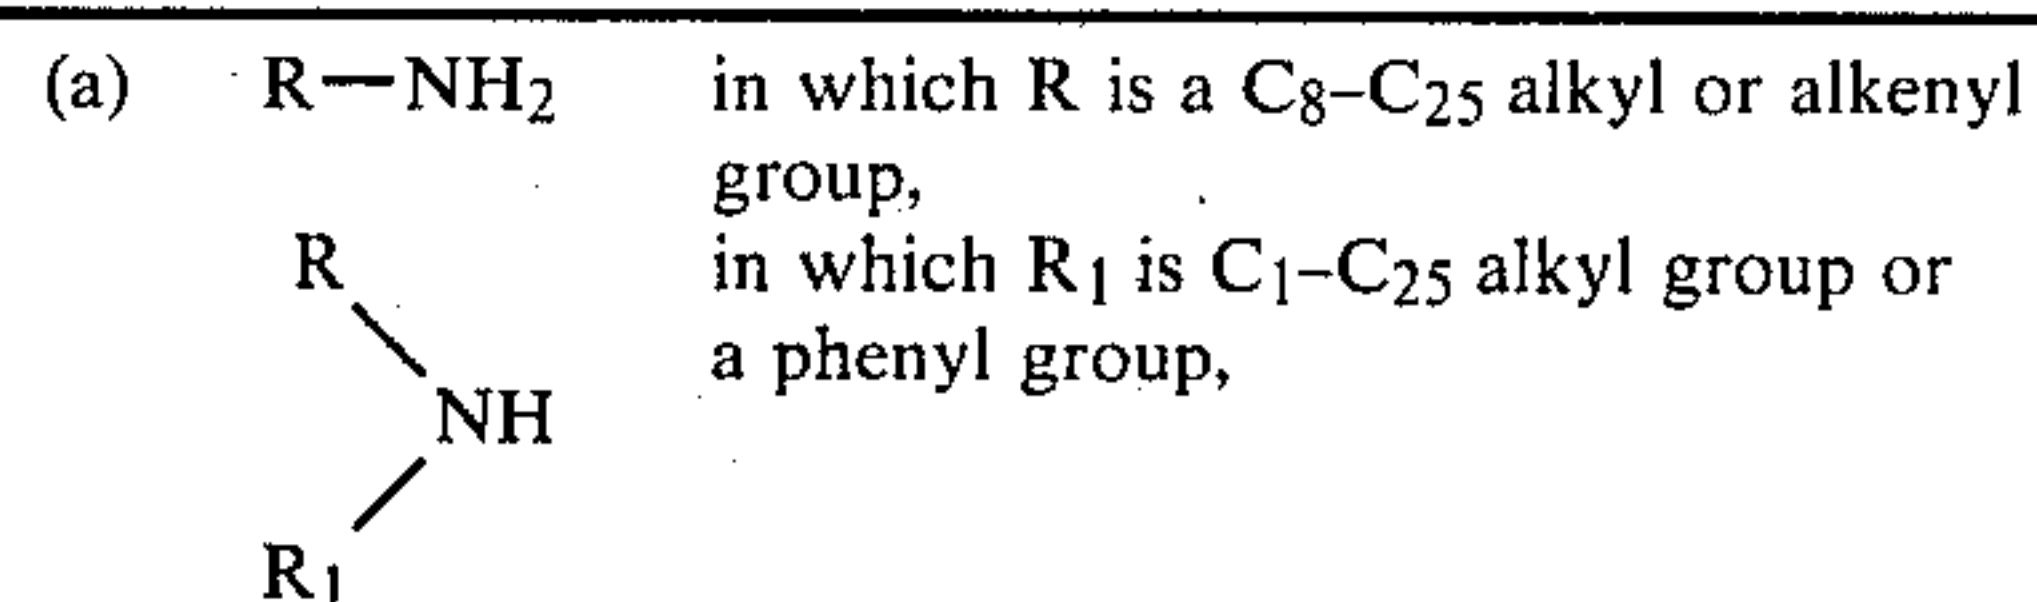 (a) R—NH₂ in which R is a C₈–C₂₅ alkyl or alkenyl
group,
R in which R₁ is C₁–C₂₅ alkyl group or
a phenyl group,
NH
R₁